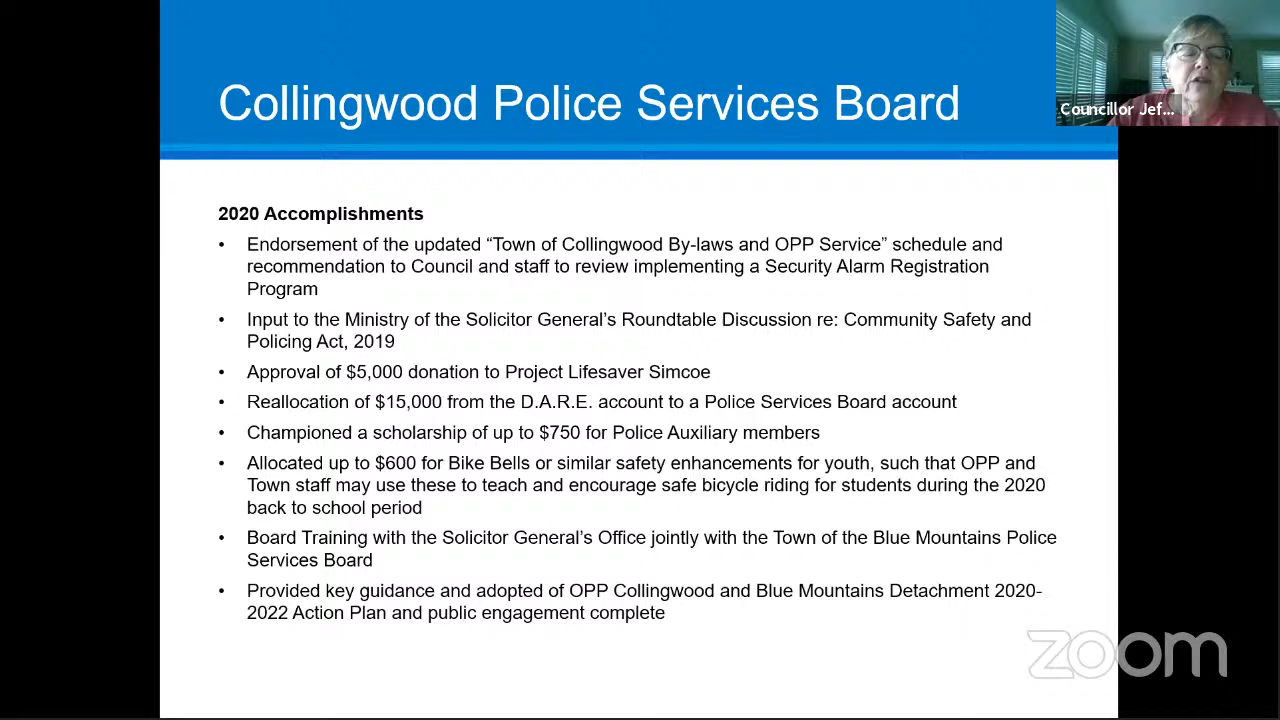 Collingwood Police Services Board
Councillor Jef...
2020 Accomplishments
• Endorsement of the updated “Town of Collingwood By-laws and OPP Service” schedule and
recommendation to Council and staff to review implementing a Security Alarm Registration
Program
• Input to the Ministry of the Solicitor General’s Roundtable Discussion re: Community Safety and
Policing Act, 2019
• Approval of $5,000 donation to Project Lifesaver Simcoe
• Reallocation of $15,000 from the D.A.R.E. account to a Police Services Board account
• Championed a scholarship of up to $750 for Police Auxiliary members
• Allocated up to $600 for Bike Bells or similar safety enhancements for youth, such that OPP and
Town staff may use these to teach and encourage safe bicycle riding for students during the 2020
back to school period
• Board Training with the Solicitor General’s Office jointly with the Town of the Blue Mountains Police
Services Board
• Provided key guidance and adopted of OPP Collingwood and Blue Mountains Detachment 2020-
2022 Action Plan and public engagement complete
zoom